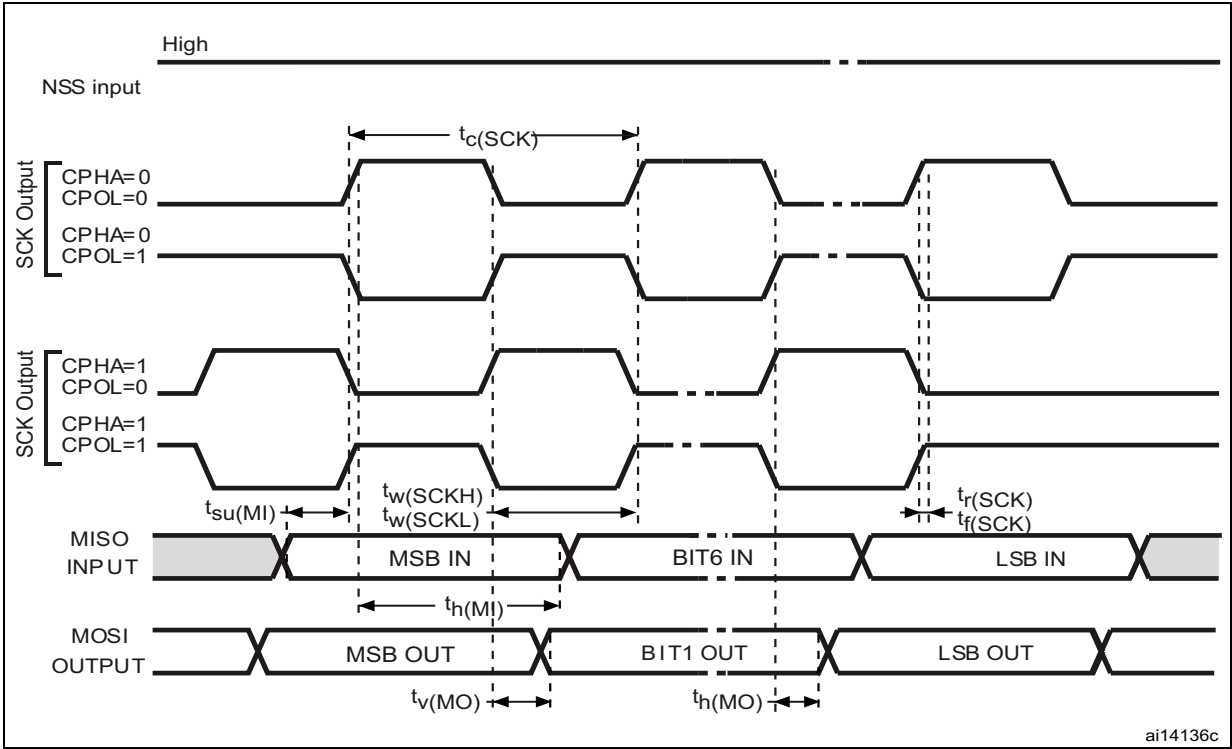 High
NSS input
tc(SCK)
SCK Output
CPHA=0
CPOL=0
CPHA=0
CPOL=1
SCK Output
CPHA=1
CPOL=0
CPHA=1
CPOL=1
tsu(MI)
tw(SCKH)
tw(SCKL)
tr(SCK)
tf(SCK)
MISO
INPUT
MSB IN
BIT6 IN
LSB IN
th(MI)
MOSI
OUTPUT
MSB OUT
BIT1 OUT
LSB OUT
tv(MO)
th(MO)
ai14136c